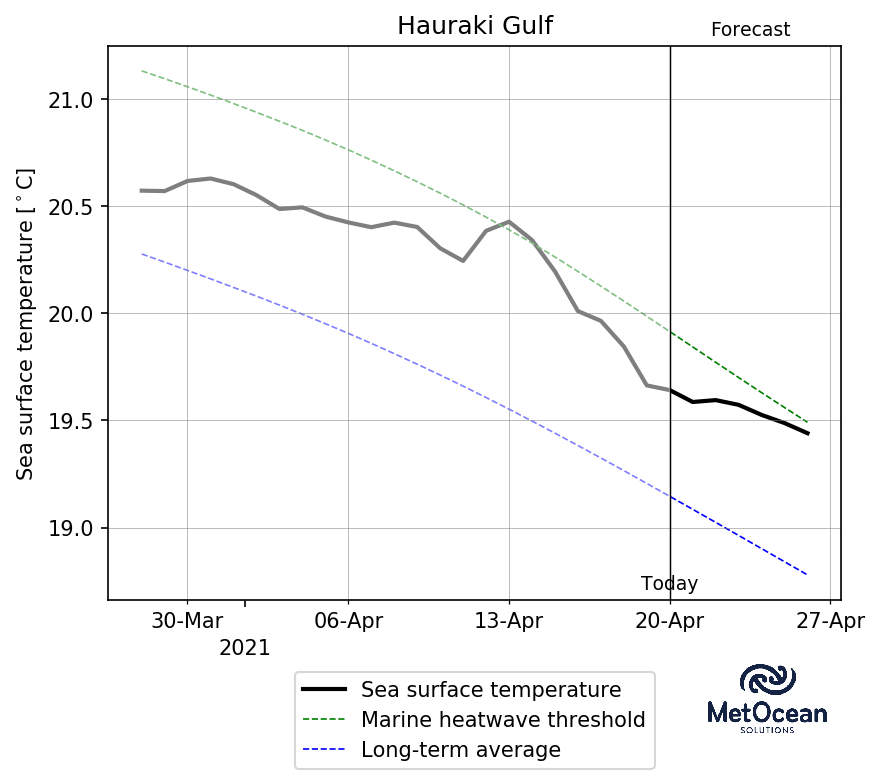 Hauraki Gulf
Forecast
Sea surface temperature [°C]
21.0
20.5
20.0
19.5
19.0
Today
30-Mar 06-Apr 13-Apr 20-Apr 27-Apr
2021
Sea surface temperature
Marine heatwave threshold
Long-term average
MetOcean
SOLUTIONS